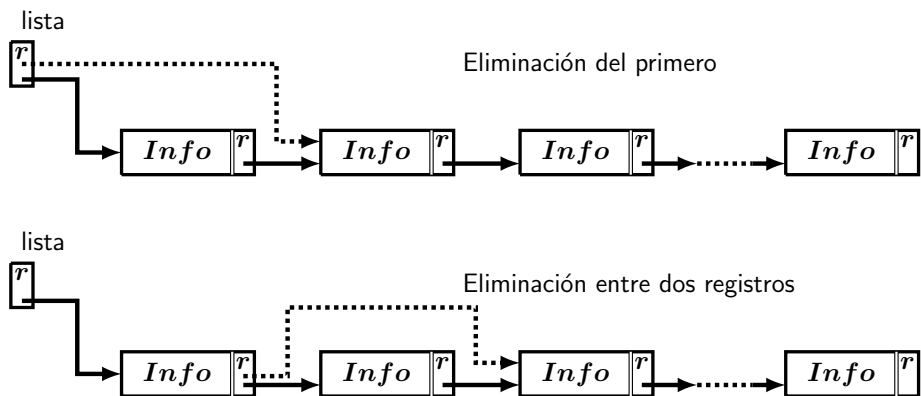 lista
r
Eliminación del primero
Info r Info r Info r Info r
lista
r
Eliminación entre dos registros
Info r Info r Info r Info r